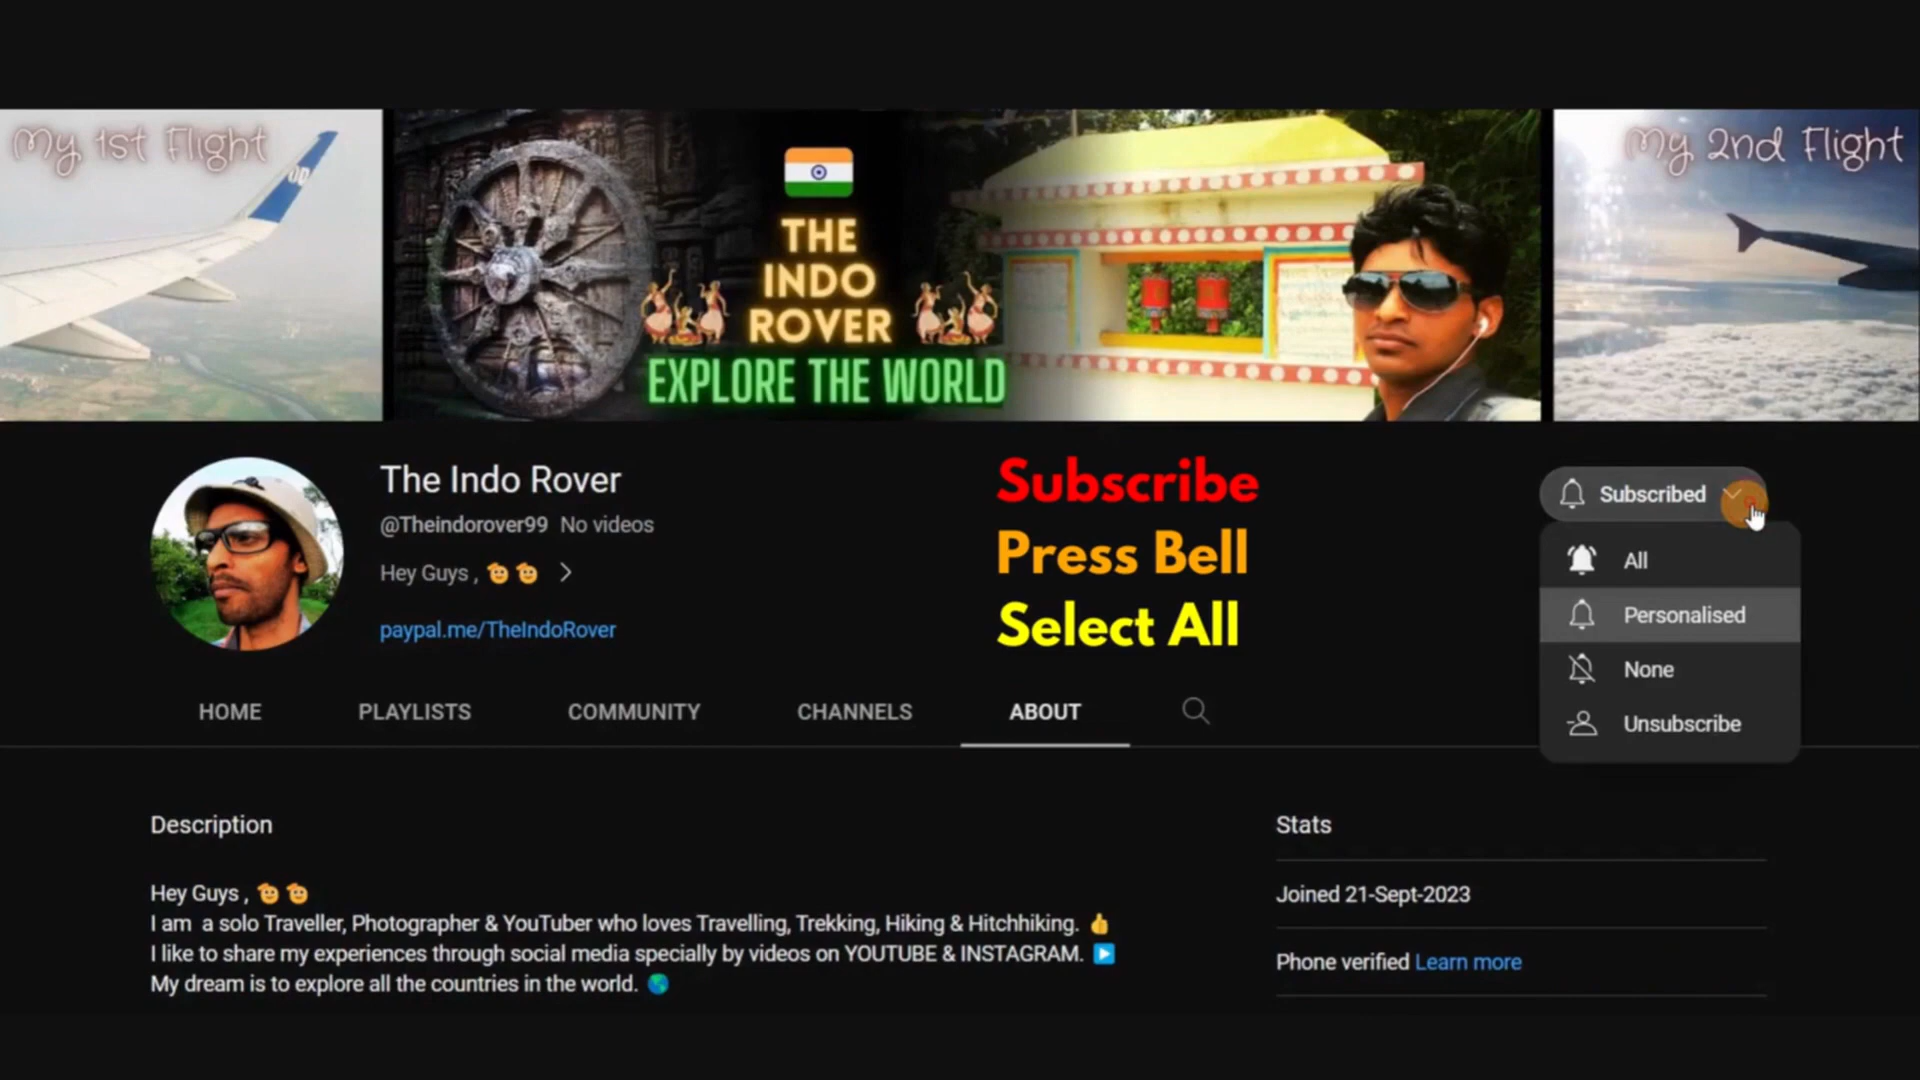 My 1st Flight
THE
INDO
ROVER
EXPLORE THE WORLD
My 2nd Flight
The Indo Rover
@Theindorover99 No videos
Hey Guys , 🫡 🫡 >
paypal.me/TheIndoRover
Subscribe
Press Bell
Select All
Subscribed
All
Personalised
None
Unsubscribe
HOME PLAYLISTS COMMUNITY CHANNELS ABOUT
Description
Hey Guys , 🫡 🫡
I am a solo Traveller, Photographer & YouTuber who loves Travelling, Trekking, Hiking & Hitchhiking. 👍
I like to share my experiences through social media specially by videos on YOUTUBE & INSTAGRAM. ▶️
My dream is to explore all the countries in the world. 🌎
Stats
Joined 21-Sept-2023
Phone verified Learn more